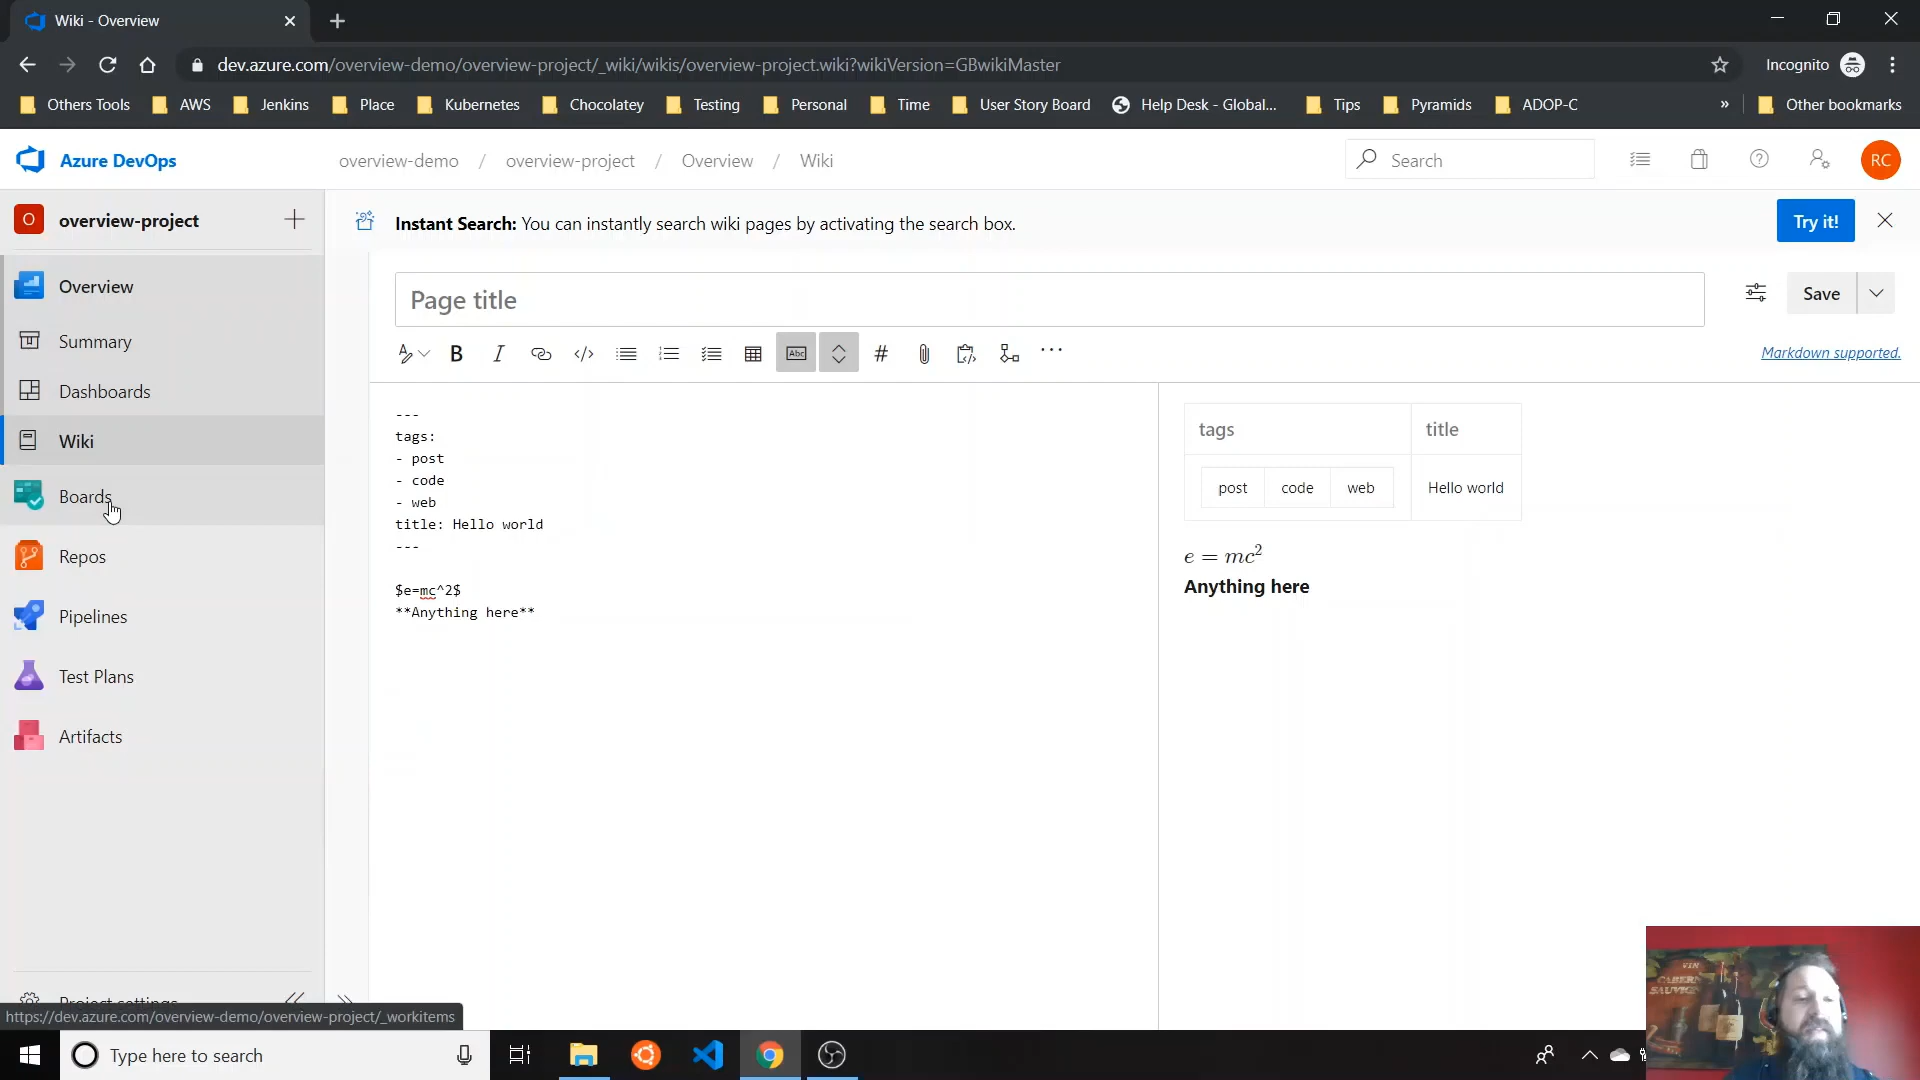 Wiki - Overview
dev.azure.com/overview-demo/overview-project/_wiki/wikis/overview-project.wiki?wikiVersion=GBwikiMaster
Incognito
Others Tools
AWS
Jenkins
Place
Kubernetes
Chocolatey
Testing
Personal
Time
User Story Board
Help Desk - Global...
Tips
Pyramids
ADOP-C
»
Other bookmarks
Azure DevOps
overview-demo / overview-project / Overview / Wiki
Search
RC
O
overview-project
Instant Search: You can instantly search wiki pages by activating the search box.
Try it!
Overview
Summary
Dashboards
Wiki
Boards
Repos
Pipelines
Test Plans
Artifacts
Project settings
Page title
Save
B
I
Abc
#
Markdown supported.
---
tags:
- post
- code
- web
title: Hello world
---
$e=mc^2$
**Anything here**
tags
title
post
code
web
Hello world
e = mc²
Anything here
https://dev.azure.com/overview-demo/overview-project/_workitems
Type here to search
VIN
CABERNET